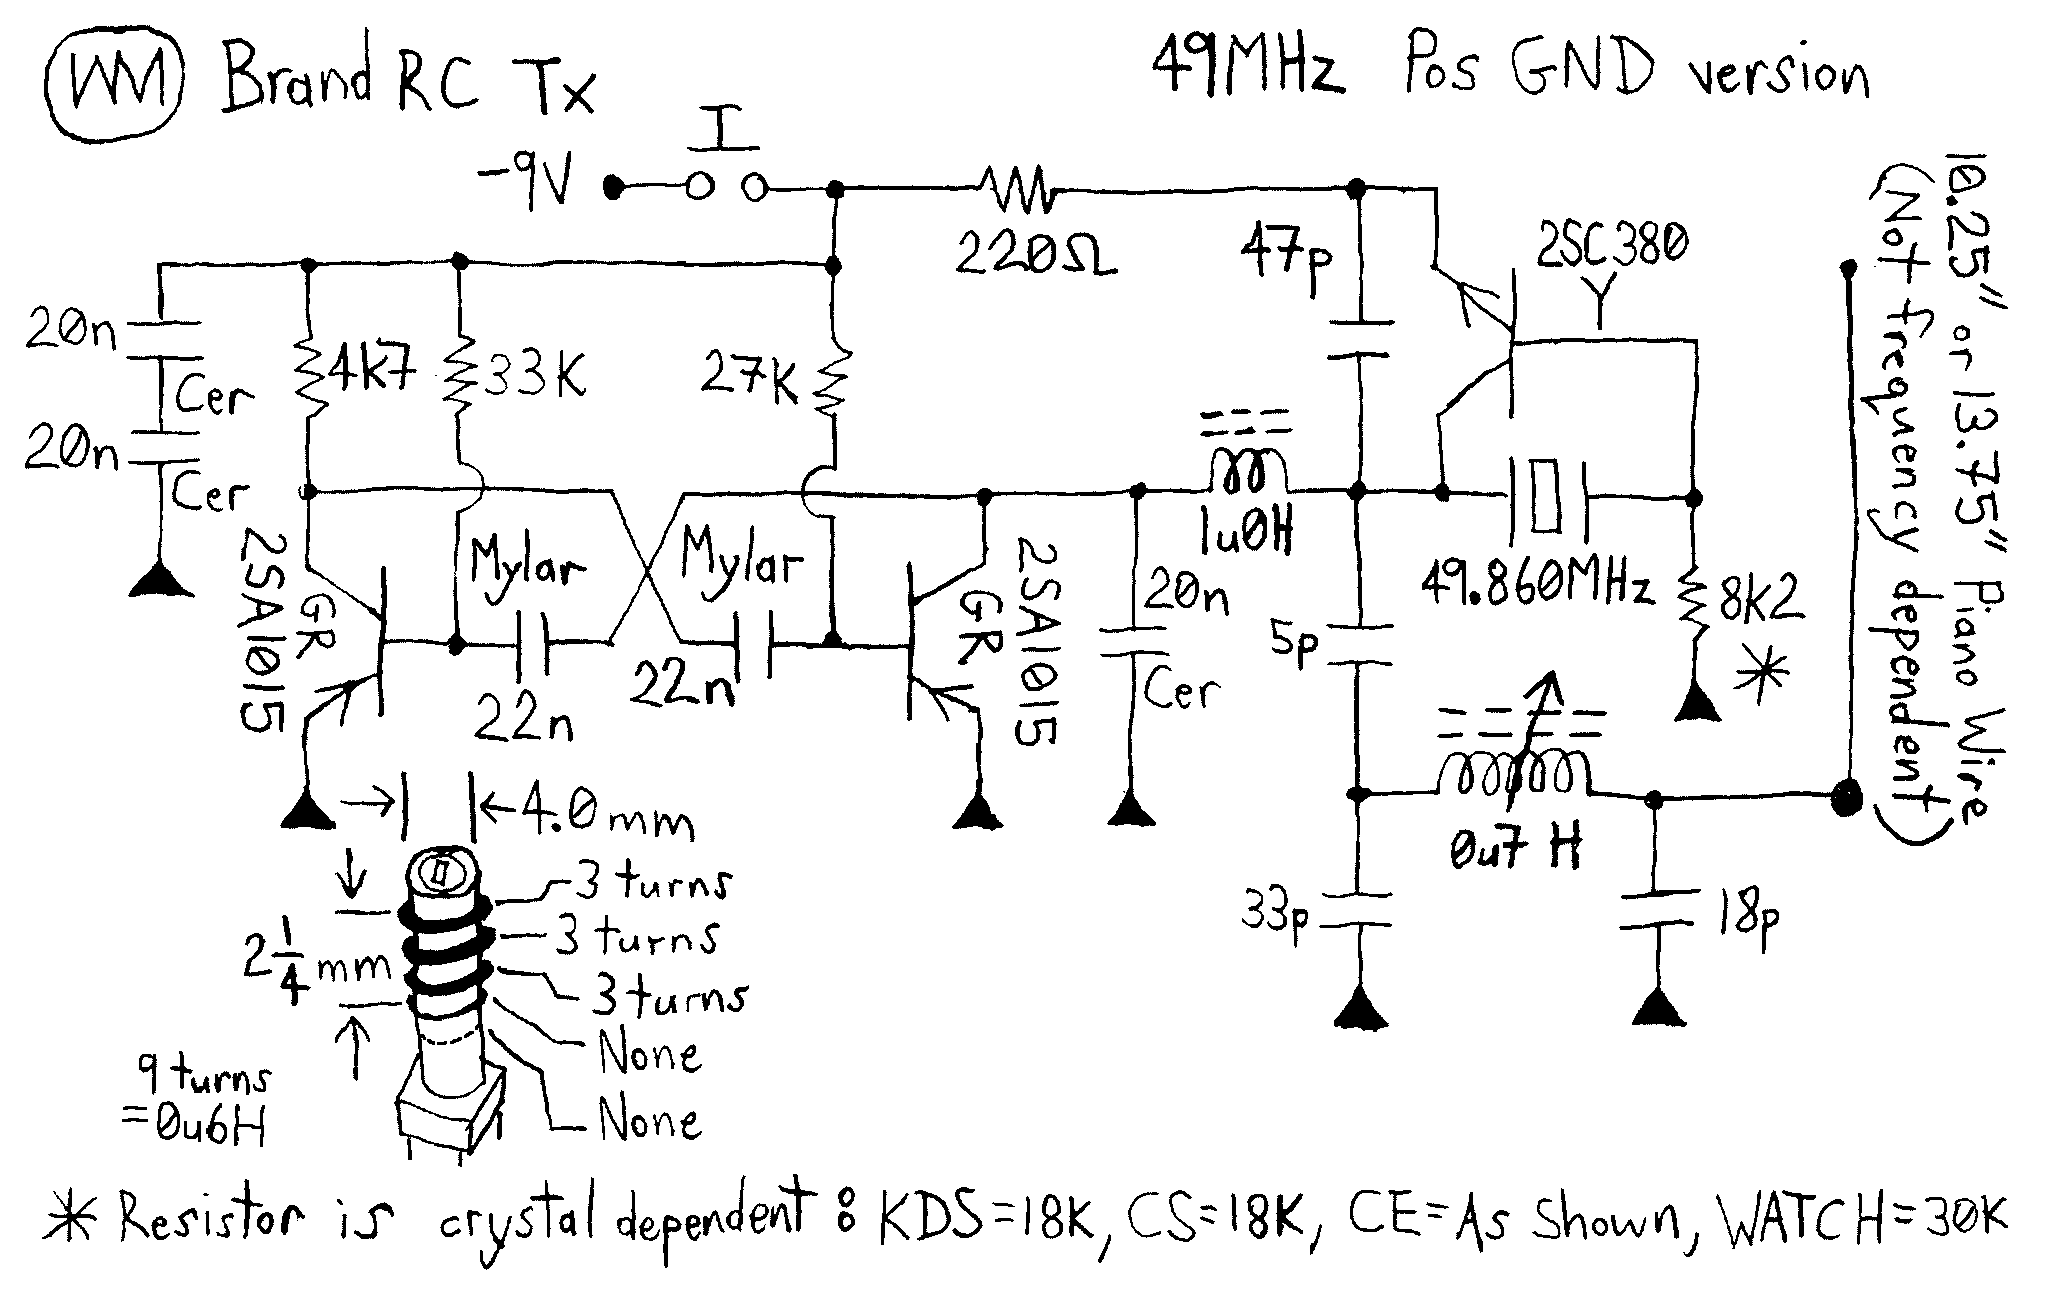 WM Brand RC Tx
49MHz Pos GND version
-9V
I
220Ω
47p
2SC380
Y
20n
Cer
20n
Cer
4k7
33K
27K
1u0H
49.860MHz
8k2
*
10.25" or 13.75" Piano Wire
(Not frequency dependent)
2SA1015
GR
Mylar
22n
Mylar
22n
GR
2SA1015
20n
Cer
5p
0u7 H
33p
18p
4.0mm
2 1/4 mm
3 turns
3 turns
3 turns
None
None
9 turns
=0u6H
* Resistor is crystal dependent: KDS=18K, CS=18K, CE=As Shown, WATCH=30K